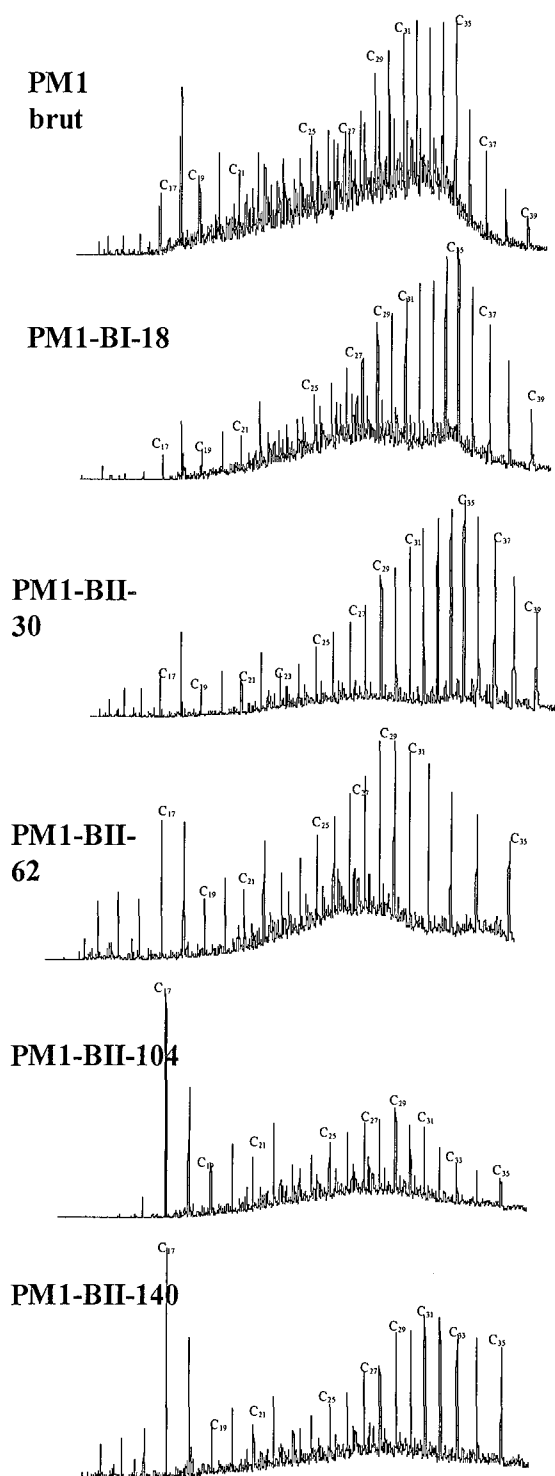 PM1
brut
C17 C19 C21 C25 C27 C29 C31 C35 C37 C39
PM1-BI-18
C17 C19 C21 C25 C27 C29 C31 C35 C37 C39
PM1-BII-
30
C17 C19 C21 C23 C25 C27 C29 C31 C35 C37 C39
PM1-BII-
62
C17 C19 C21 C25 C27 C29 C31 C35
PM1-BII-104
C17 C21 C25 C27 C29 C31 C33 C35
PM1-BII-140
C17 C19 C21 C25 C27 C29 C31 C33 C35